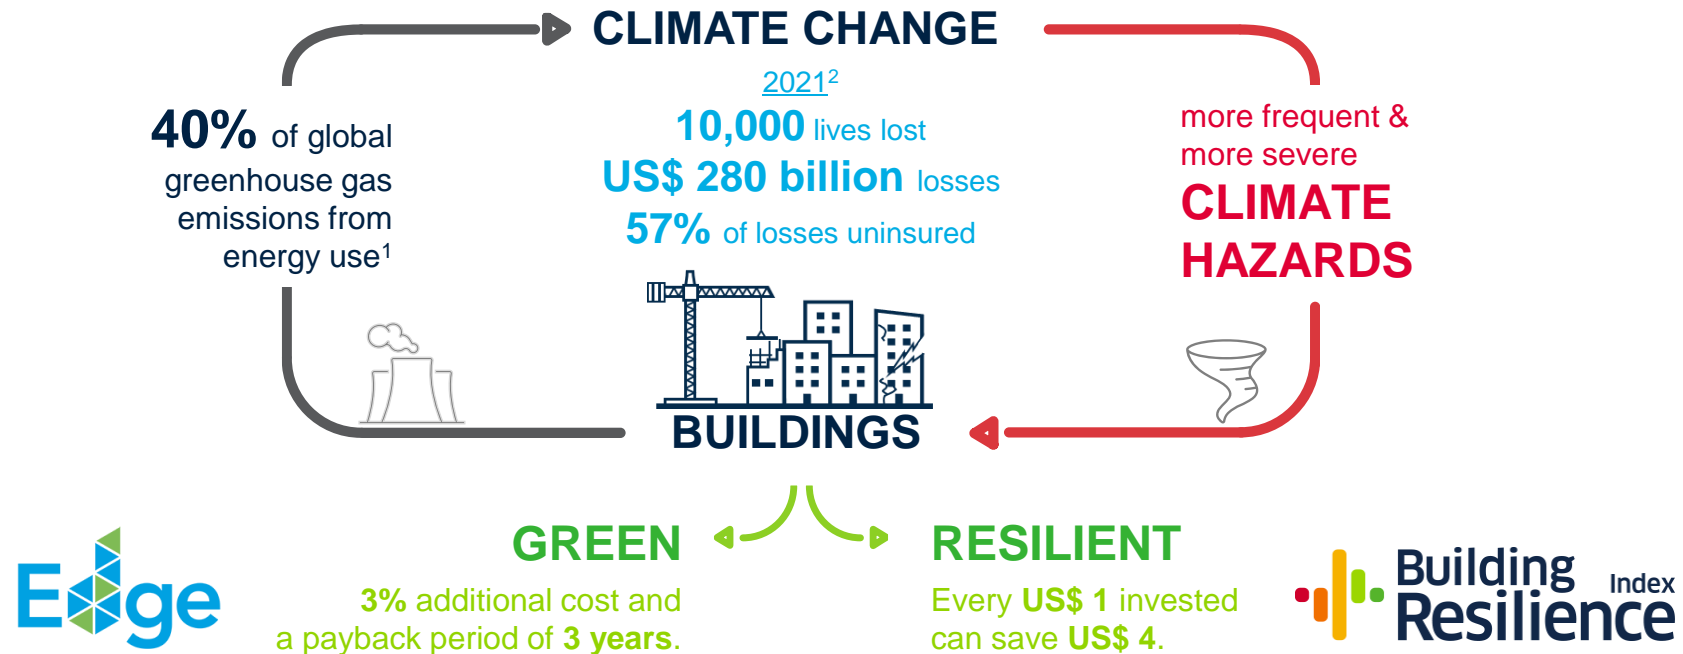 CLIMATE CHANGE
2021²
10,000 lives lost
US$ 280 billion losses
57% of losses uninsured
40% of global
greenhouse gas
emissions from
energy use¹
more frequent &
more severe
CLIMATE
HAZARDS
BUILDINGS
GREEN
3% additional cost and
a payback period of 3 years.
RESILIENT
Every US$ 1 invested
can save US$ 4.
Edge
Building
Resilience Index